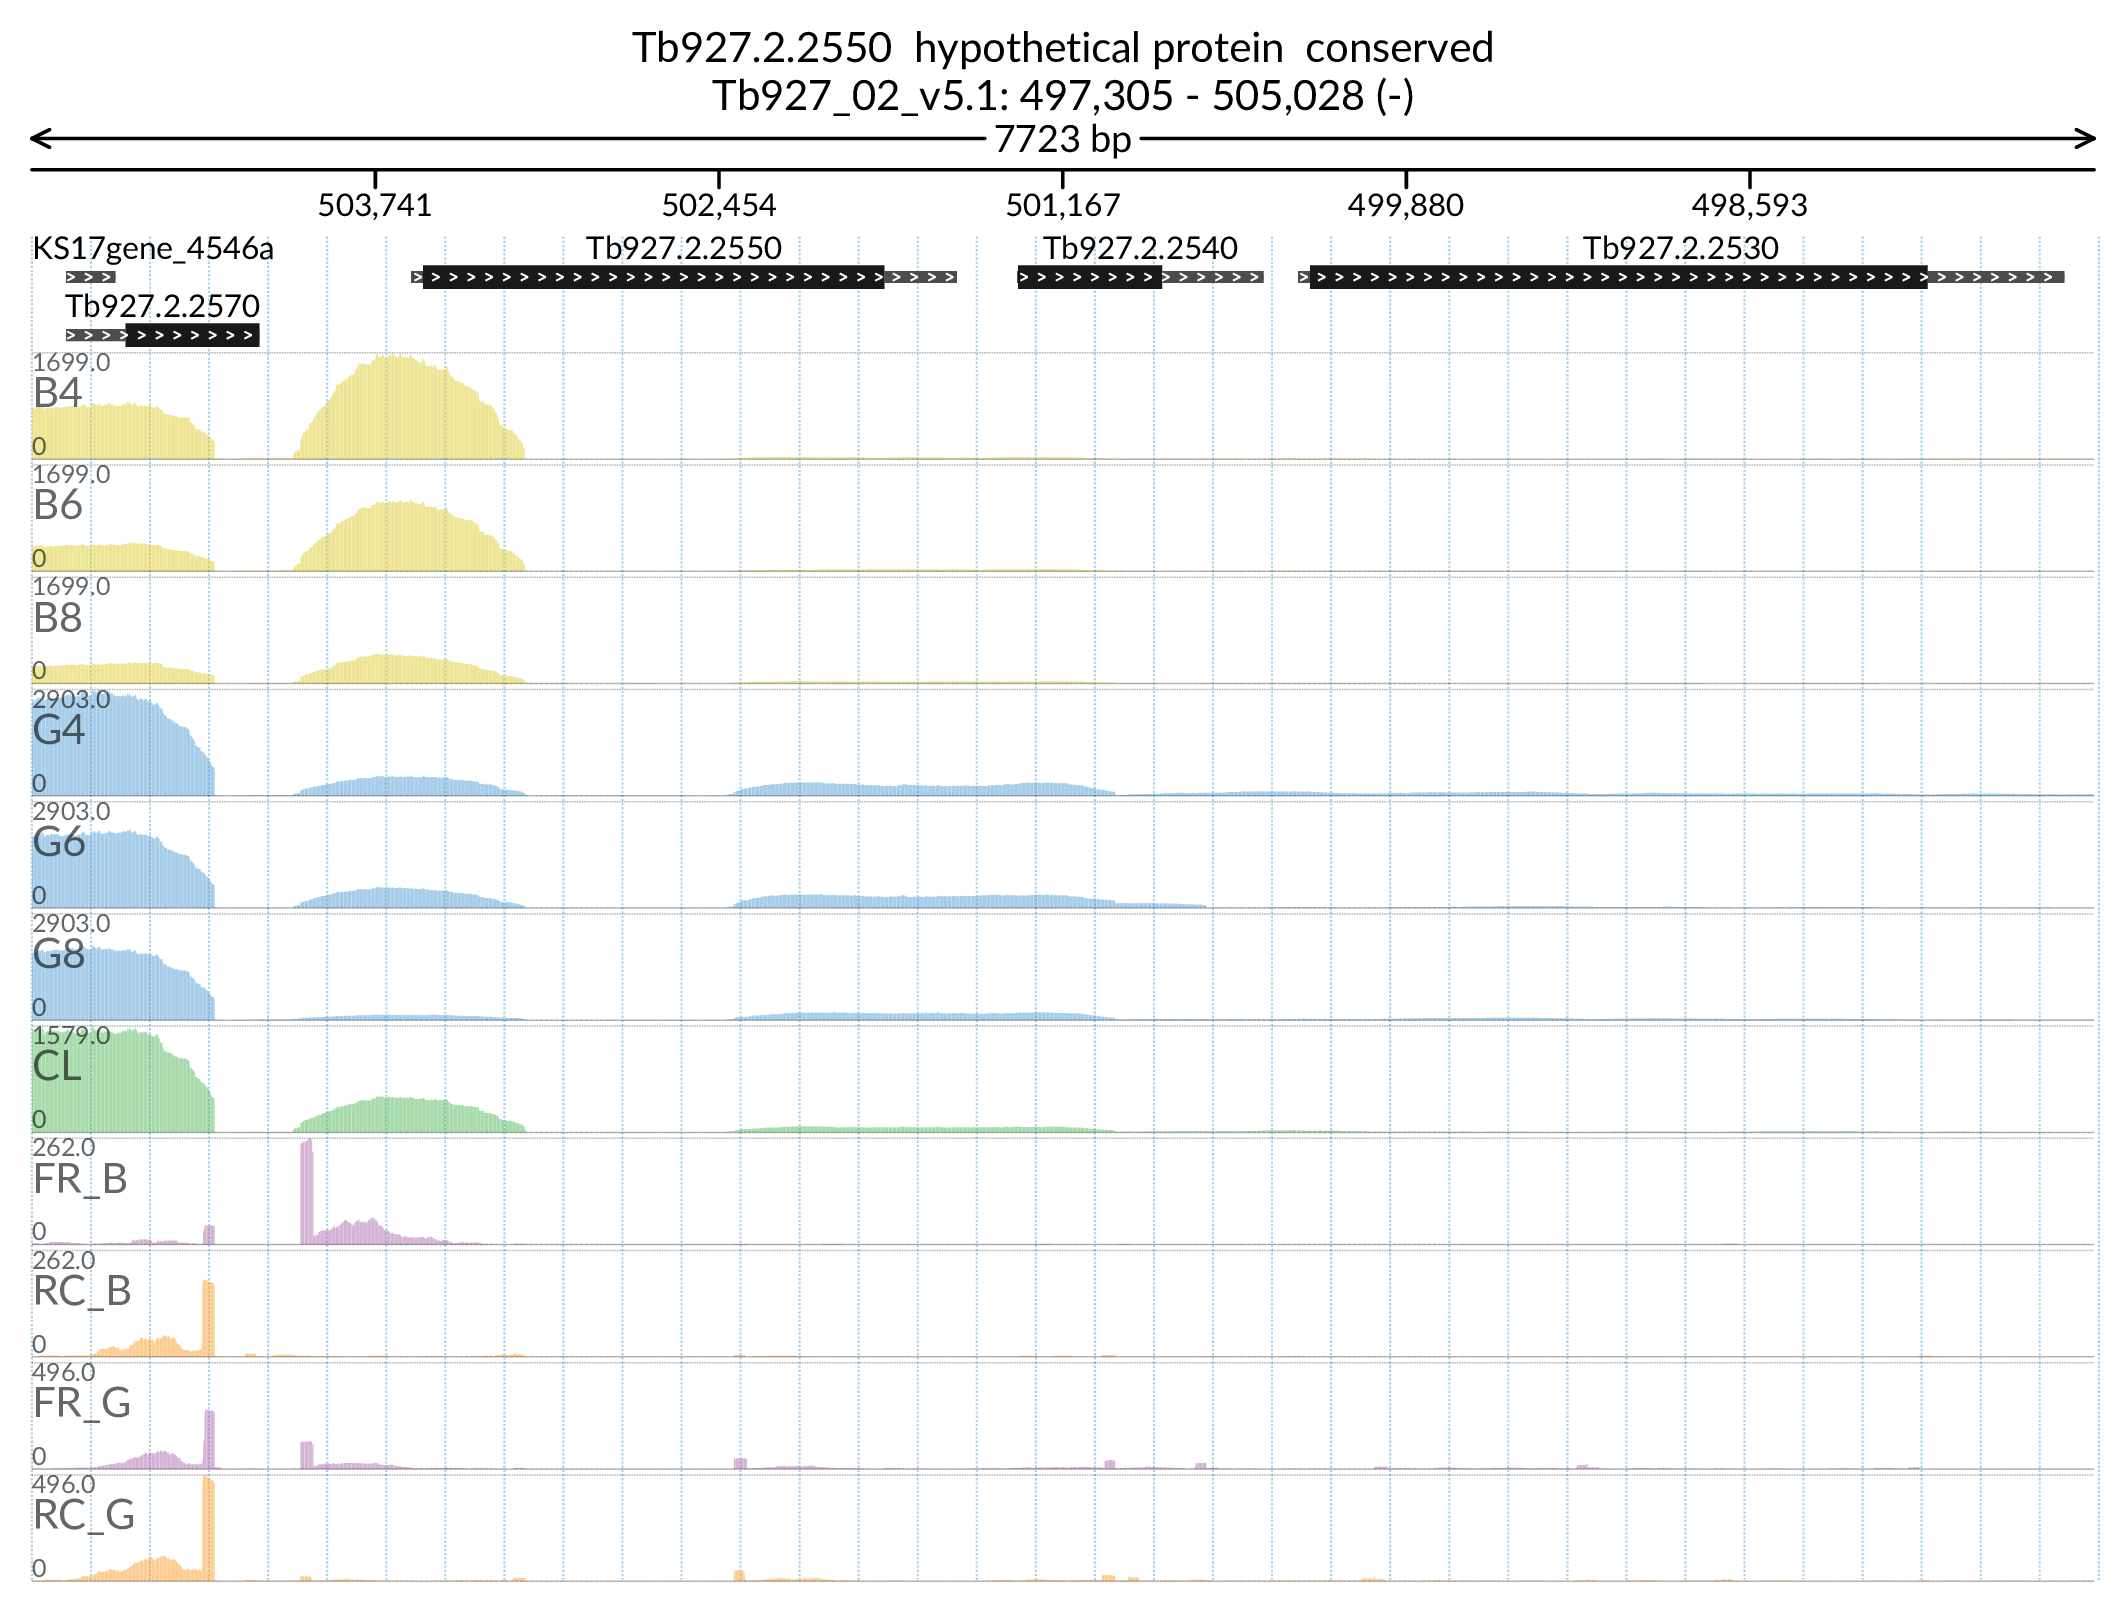 Tb927.2.2550  hypothetical protein  conserved
Tb927_02_v5.1: 497,305 - 505,028 (-)
7723 bp
503,741 502,454 501,167 499,880 498,593
KS17gene_4546a Tb927.2.2550 Tb927.2.2540 Tb927.2.2530
Tb927.2.2570
1699.0
B4
0
1699.0
B6
0
1699.0
B8
0
2903.0
G4
0
2903.0
G6
0
2903.0
G8
0
1579.0
CL
0
262.0
FR_B
0
262.0
RC_B
0
496.0
FR_G
0
496.0
RC_G
0